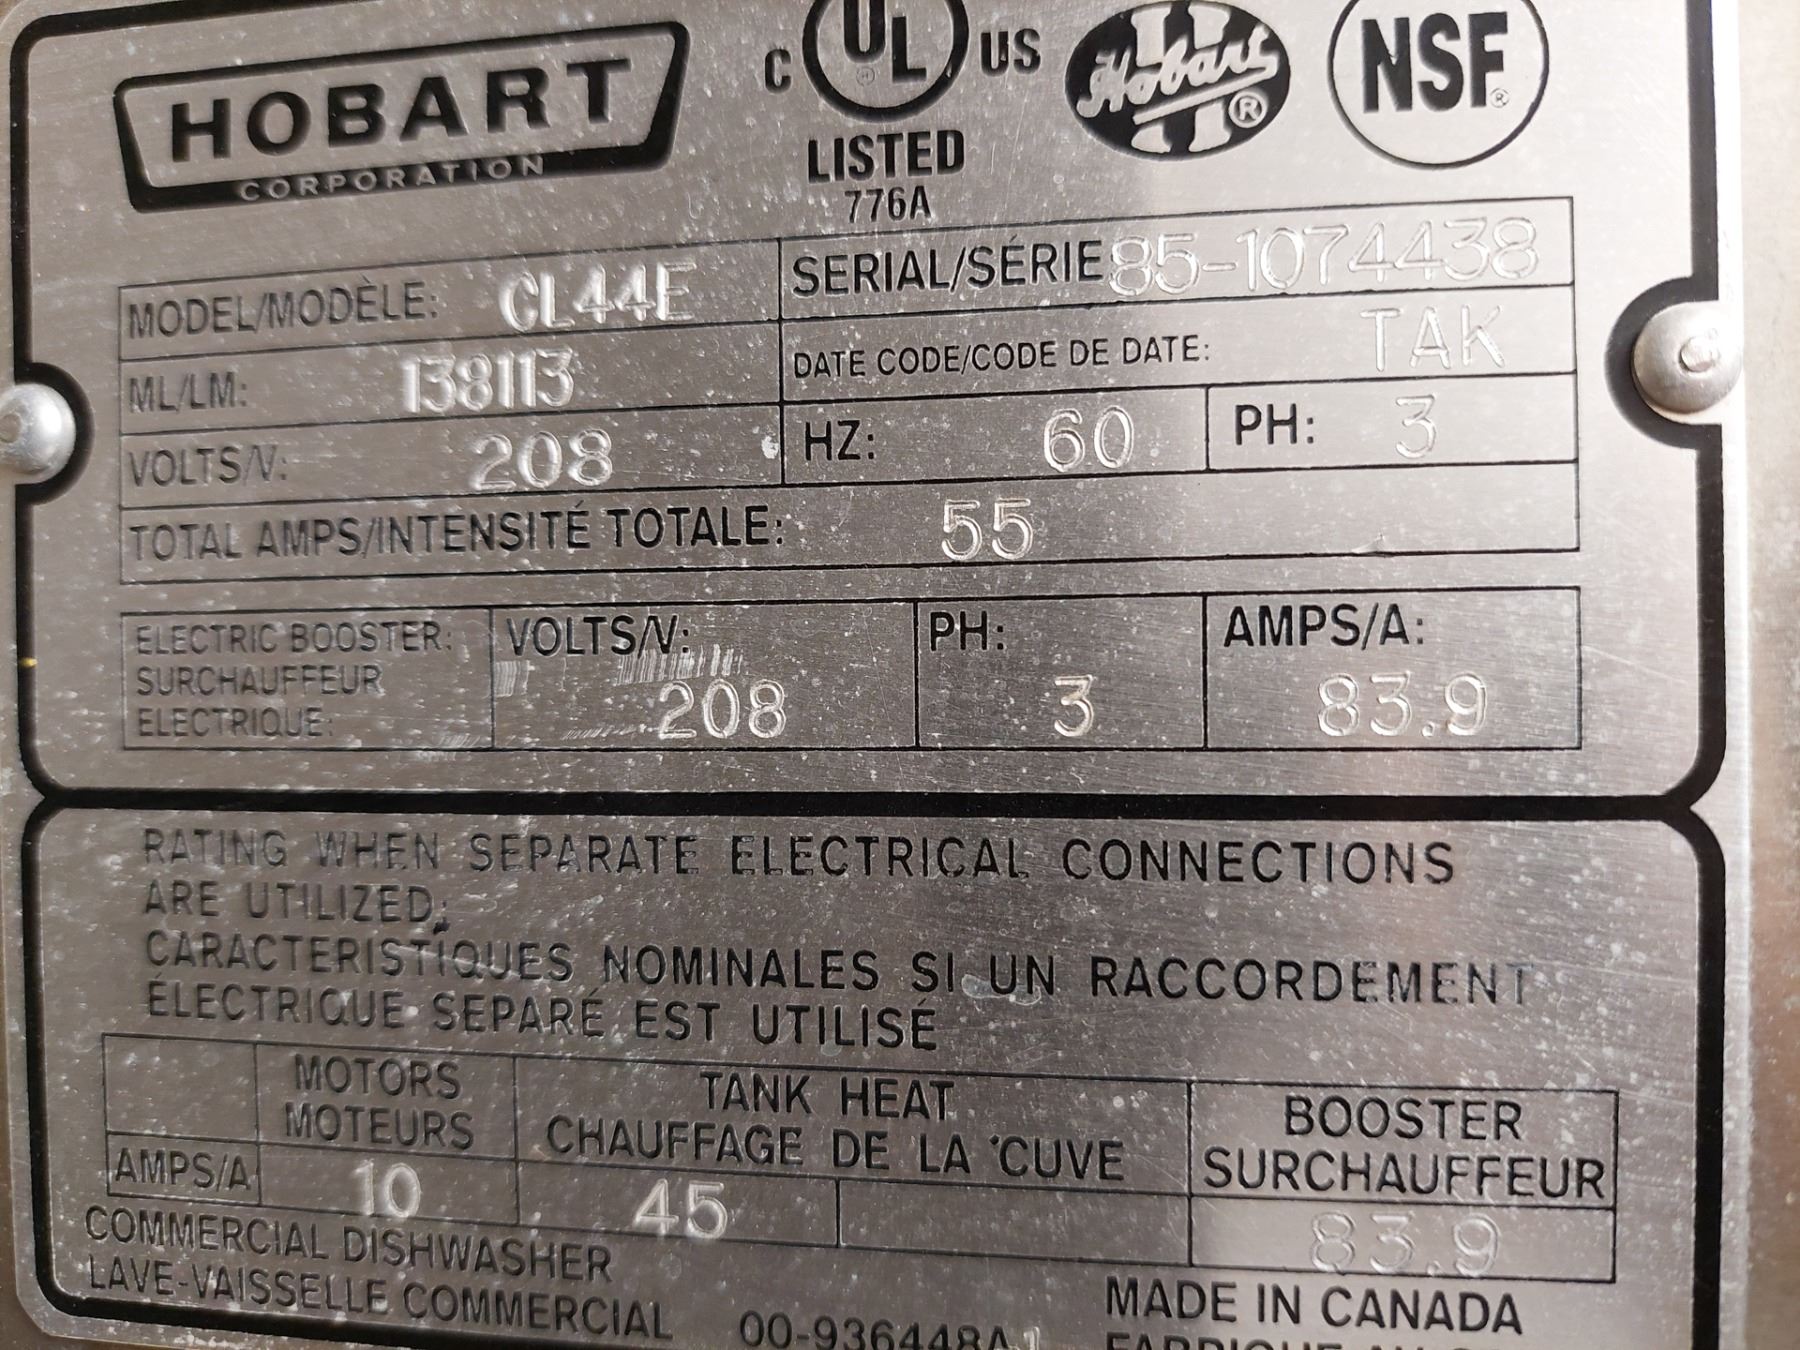 HOBART
CORPORATION
C UL® US
LISTED
776A
Hobart®
NSF®
MODEL/MODÈLE: CL44E
SERIAL/SÉRIE 85-1074438
ML/LM: 138113
DATE CODE/CODE DE DATE: TAK
VOLTS/V: 208
HZ: 60
PH: 3
TOTAL AMPS/INTENSITÉ TOTALE: 55
ELECTRIC BOOSTER:
SURCHAUFFEUR
ELECTRIQUE:
VOLTS/V:
208
PH:
3
AMPS/A:
83.9
RATING WHEN SEPARATE ELECTRICAL CONNECTIONS
ARE UTILIZED:
CARACTERISTIQUES NOMINALES SI UN RACCORDEMENT
ÉLECTRIQUE SEPARÉ EST UTILISÉ
MOTORS
MOTEURS
TANK HEAT
CHAUFFAGE DE LA CUVE
BOOSTER
SURCHAUFFEUR
AMPS/A 10 45 83.9
COMMERCIAL DISHWASHER
LAVE-VAISSELLE COMMERCIAL
00-936448A
MADE IN CANADA